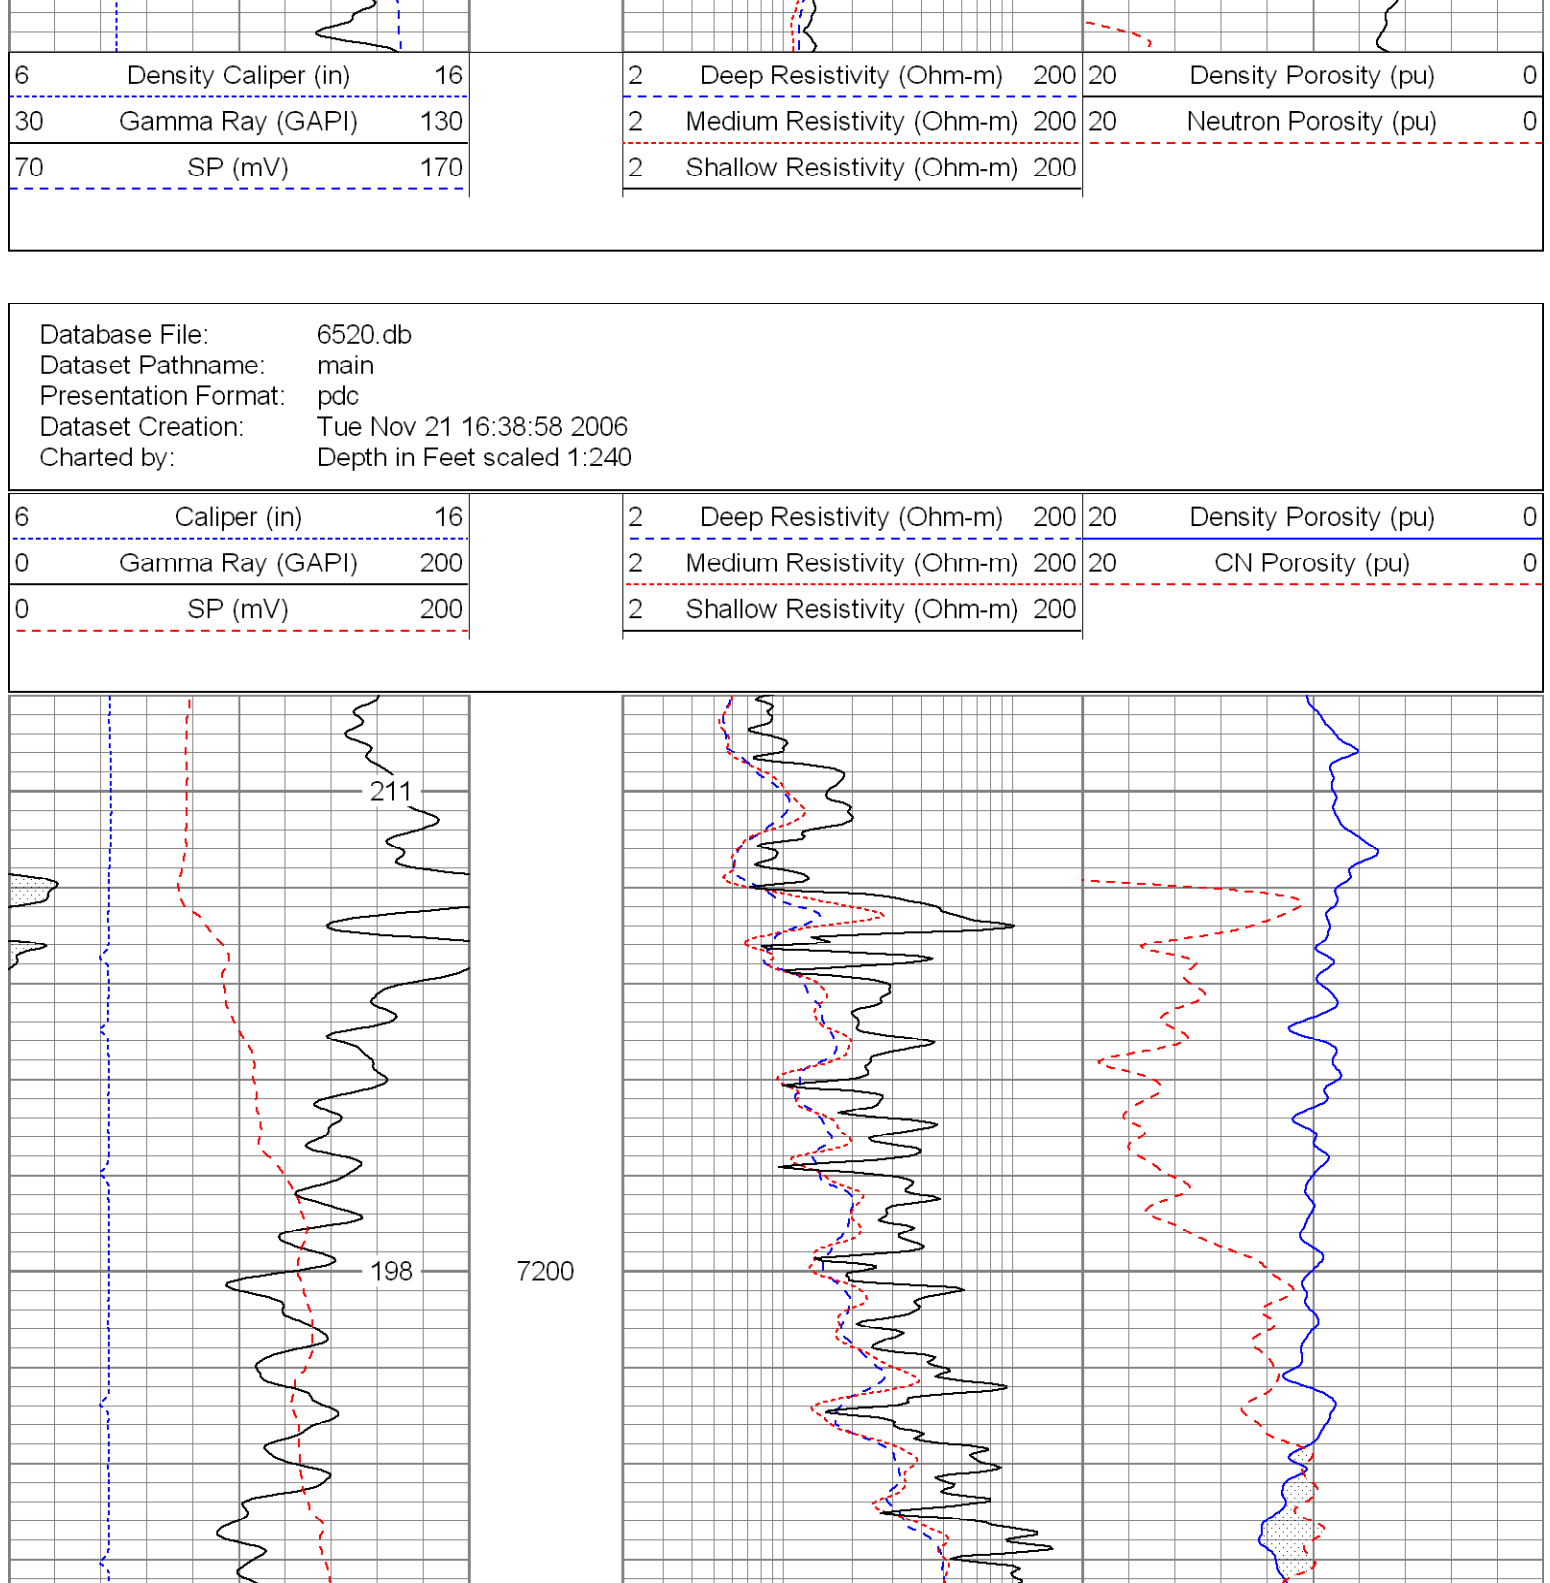 6 Density Caliper (in) 16 2 Deep Resistivity (Ohm-m) 200 20 Density Porosity (pu) 0
30 Gamma Ray (GAPI) 130 2 Medium Resistivity (Ohm-m) 200 20 Neutron Porosity (pu) 0
70 SP (mV) 170 2 Shallow Resistivity (Ohm-m) 200
Database File: 6520.db
Dataset Pathname: main
Presentation Format: pdc
Dataset Creation: Tue Nov 21 16:38:58 2006
Charted by: Depth in Feet scaled 1:240
6 Caliper (in) 16 2 Deep Resistivity (Ohm-m) 200 20 Density Porosity (pu) 0
0 Gamma Ray (GAPI) 200 2 Medium Resistivity (Ohm-m) 200 20 CN Porosity (pu) 0
0 SP (mV) 200 2 Shallow Resistivity (Ohm-m) 200
211
198 7200